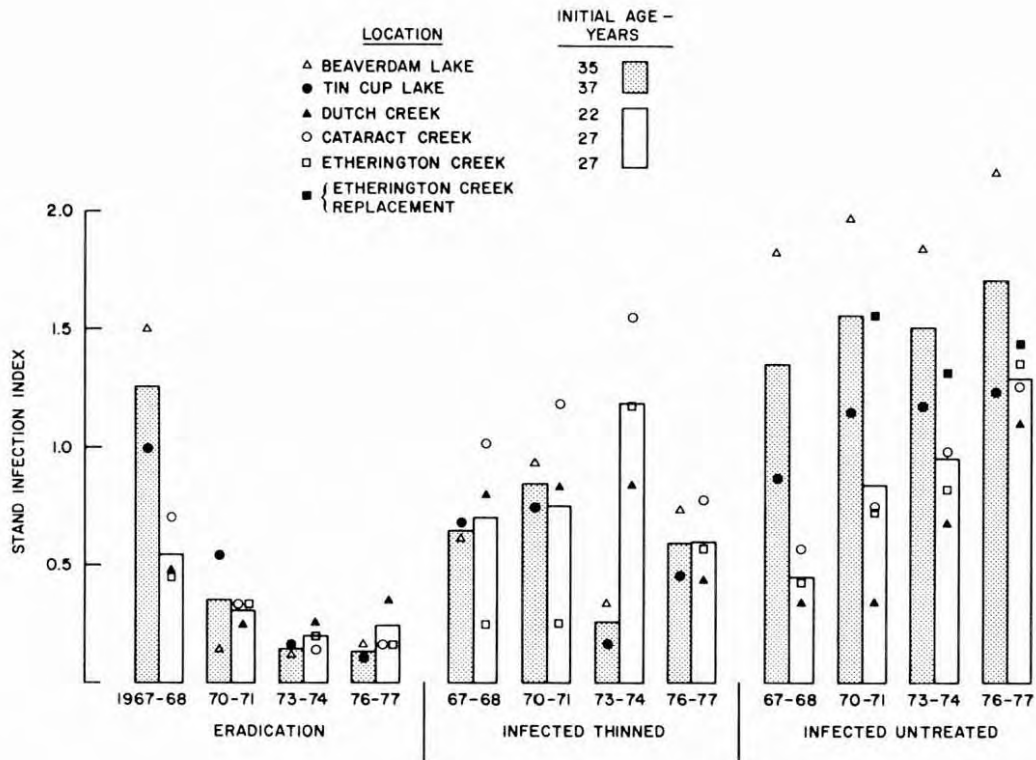 LOCATION
INITIAL AGE –
YEARS
BEAVERDAM LAKE 35
TIN CUP LAKE 37
DUTCH CREEK 22
CATARACT CREEK 27
ETHERINGTON CREEK 27
{ETHERINGTON CREEK
REPLACEMENT
2.0
1.5
1.0
0.5
STAND INFECTION INDEX
1967-68 70-71 73-74 76-77 67-68 70-71 73-74 76-77 67-68 70-71 73-74 76-77
ERADICATION INFECTED THINNED INFECTED UNTREATED